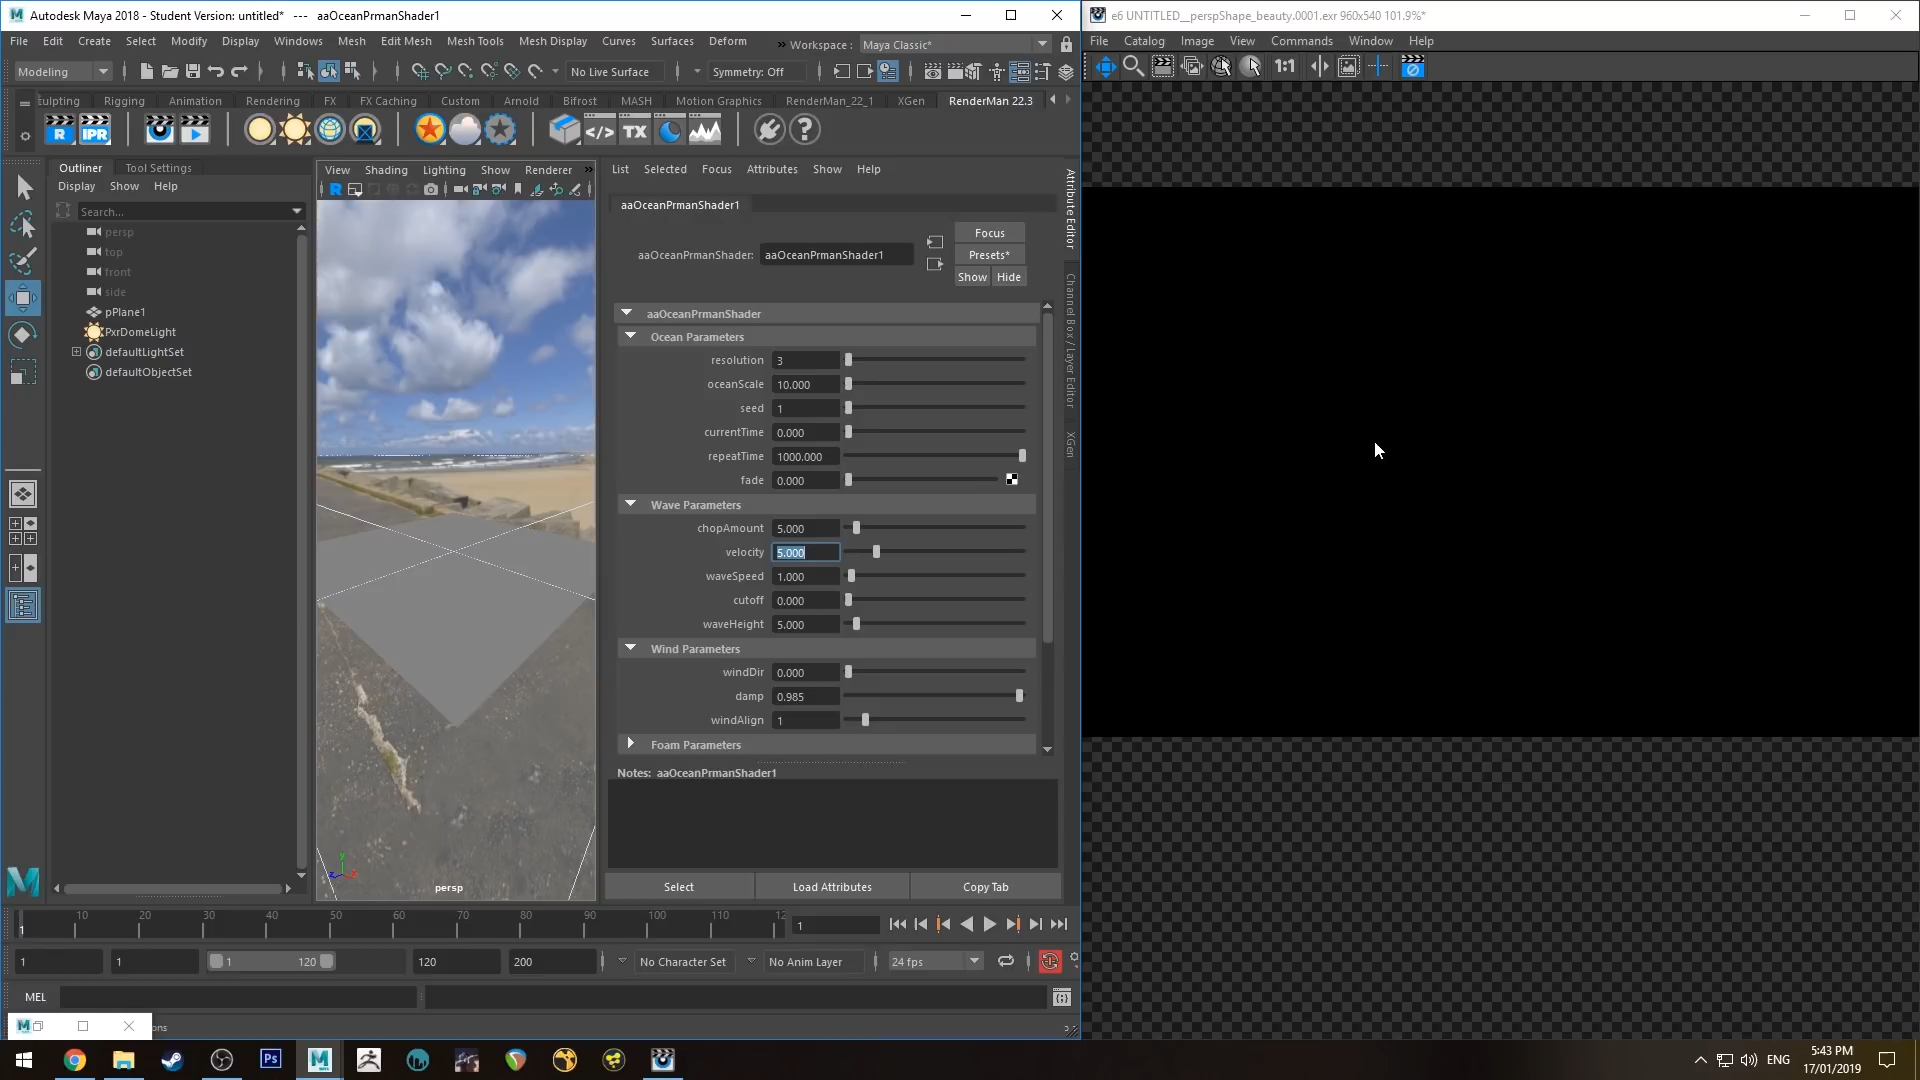 Autodesk Maya 2018 - Student Version: untitled*   ---   aaOceanPrmanShader1
File Edit Create Select Modify Display Windows Mesh Edit Mesh Mesh Tools Mesh Display Curves Surfaces Deform
» Workspace : Maya Classic*
Modeling
No Live Surface
Symmetry: Off
ulpting Rigging Animation Rendering FX FX Caching Custom Arnold Bifrost MASH Motion Graphics RenderMan_22_1 XGen RenderMan 22.3
R IPR </> TX ?
Outliner Tool Settings
Display Show Help
Search...
persp
top
front
side
pPlane1
PxrDomeLight
defaultLightSet
defaultObjectSet
View Shading Lighting Show Renderer »
R
persp
List Selected Focus Attributes Show Help
aaOceanPrmanShader1
aaOceanPrmanShader: aaOceanPrmanShader1
Focus
Presets*
Show Hide
aaOceanPrmanShader
Ocean Parameters
resolution 3
oceanScale 10.000
seed 1
currentTime 0.000
repeatTime 1000.000
fade 0.000
Wave Parameters
chopAmount 5.000
velocity 5.000
waveSpeed 1.000
cutoff 0.000
waveHeight 5.000
Wind Parameters
windDir 0.000
damp 0.985
windAlign 1
Foam Parameters
Notes: aaOceanPrmanShader1
Select Load Attributes Copy Tab
Attribute Editor
Channel Box / Layer Editor
XGen
10 20 30 40 50 60 70 80 90 100 110 12
1
1
1 1 1 120 120 200 No Character Set No Anim Layer 24 fps
MEL
ons
e6 UNTITLED__perspShape_beauty.0001.exr 960x540 101.9%*
File Catalog Image View Commands Window Help
1:1
Ps
ENG
5:43 PM
17/01/2019